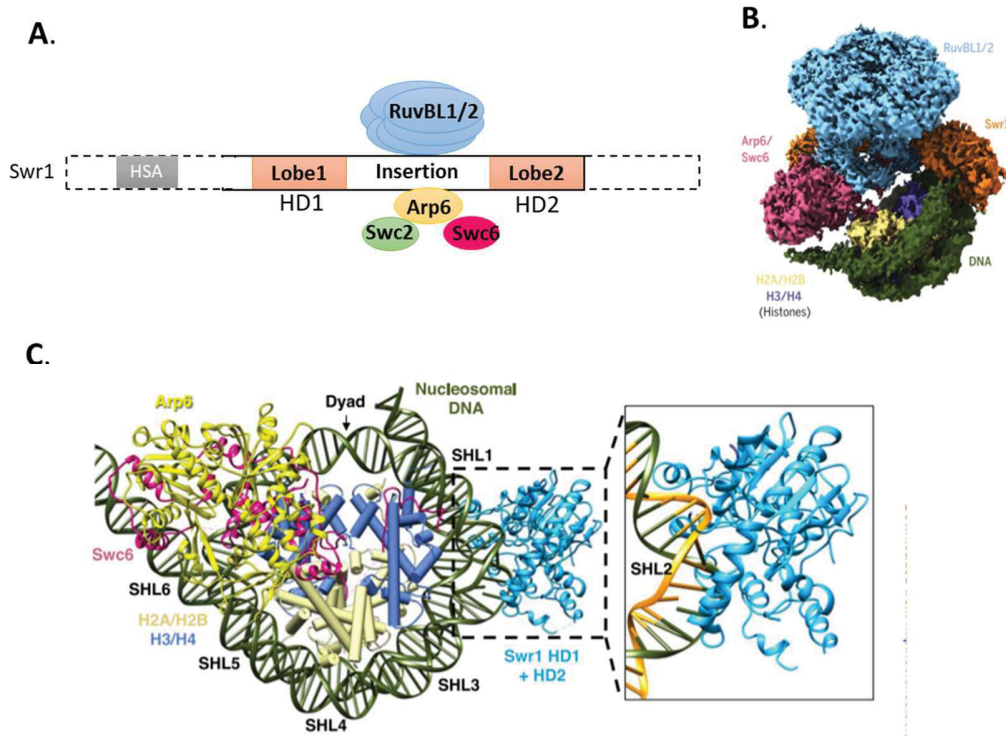 A.
RuvBL1/2
Swr1
HSA
Lobe1
Insertion
Lobe2
HD1
Arp6
HD2
Swc2
Swc6
B.
RuvBL1/2
Swr1
Arp6/
Swc6
DNA
H2A/H2B
H3/H4
(Histones)
C.
Arp6
Dyad
Nucleosomal
DNA
SHL1
Swc6
SHL6
H2A/H2B
H3/H4
SHL5
SHL4
SHL3
Swr1 HD1
+ HD2
SHL2